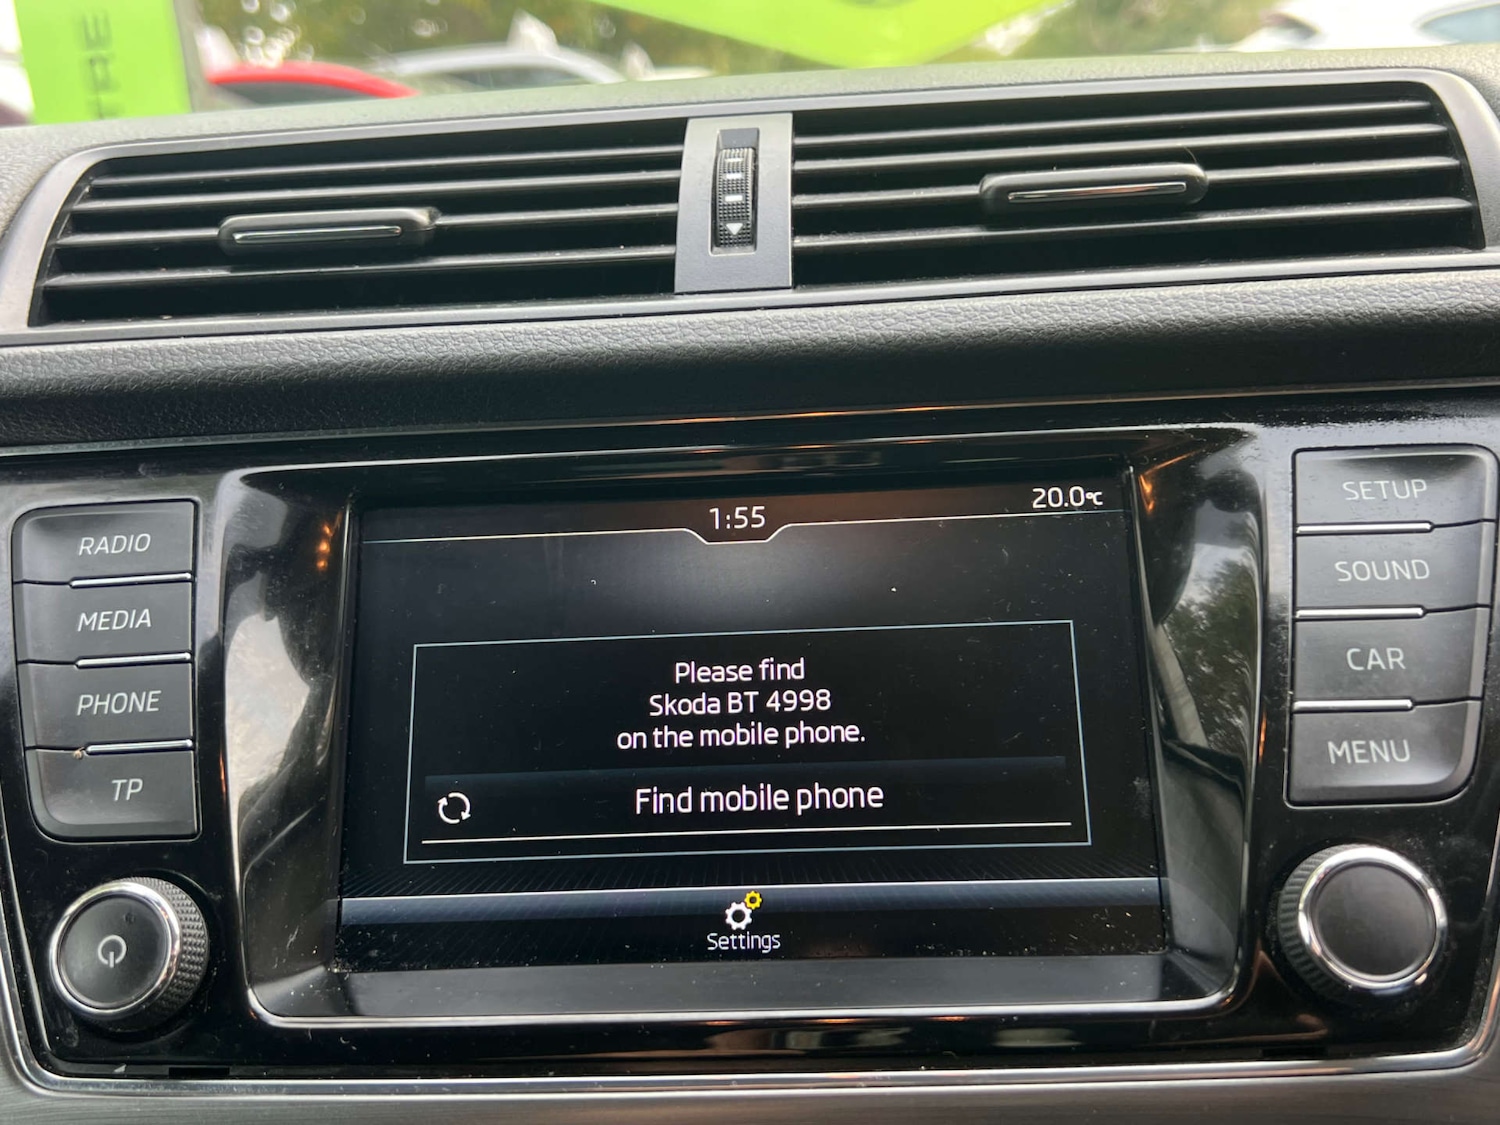 1:55
20.0°C
RADIO
MEDIA
PHONE
TP
Please find
Skoda BT 4998
on the mobile phone.
Find mobile phone
Settings
SETUP
SOUND
CAR
MENU